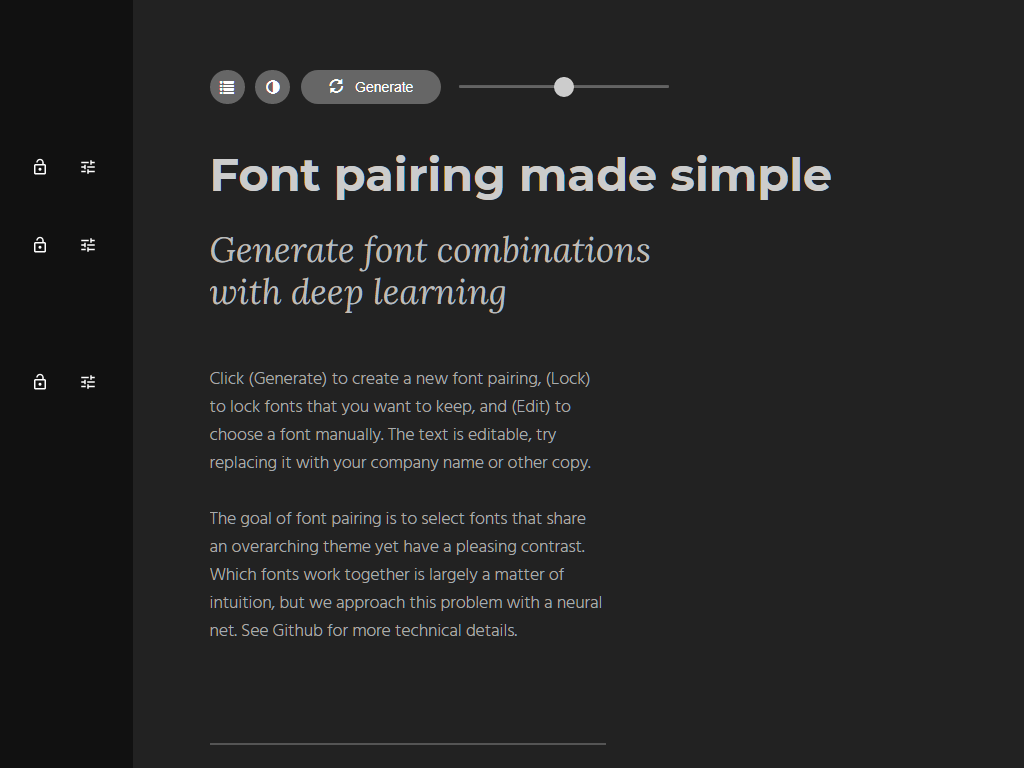 Generate
Font pairing made simple
Generate font combinations
with deep learning
Click (Generate) to create a new font pairing, (Lock)
to lock fonts that you want to keep, and (Edit) to
choose a font manually. The text is editable, try
replacing it with your company name or other copy.
The goal of font pairing is to select fonts that share
an overarching theme yet have a pleasing contrast.
Which fonts work together is largely a matter of
intuition, but we approach this problem with a neural
net. See Github for more technical details.